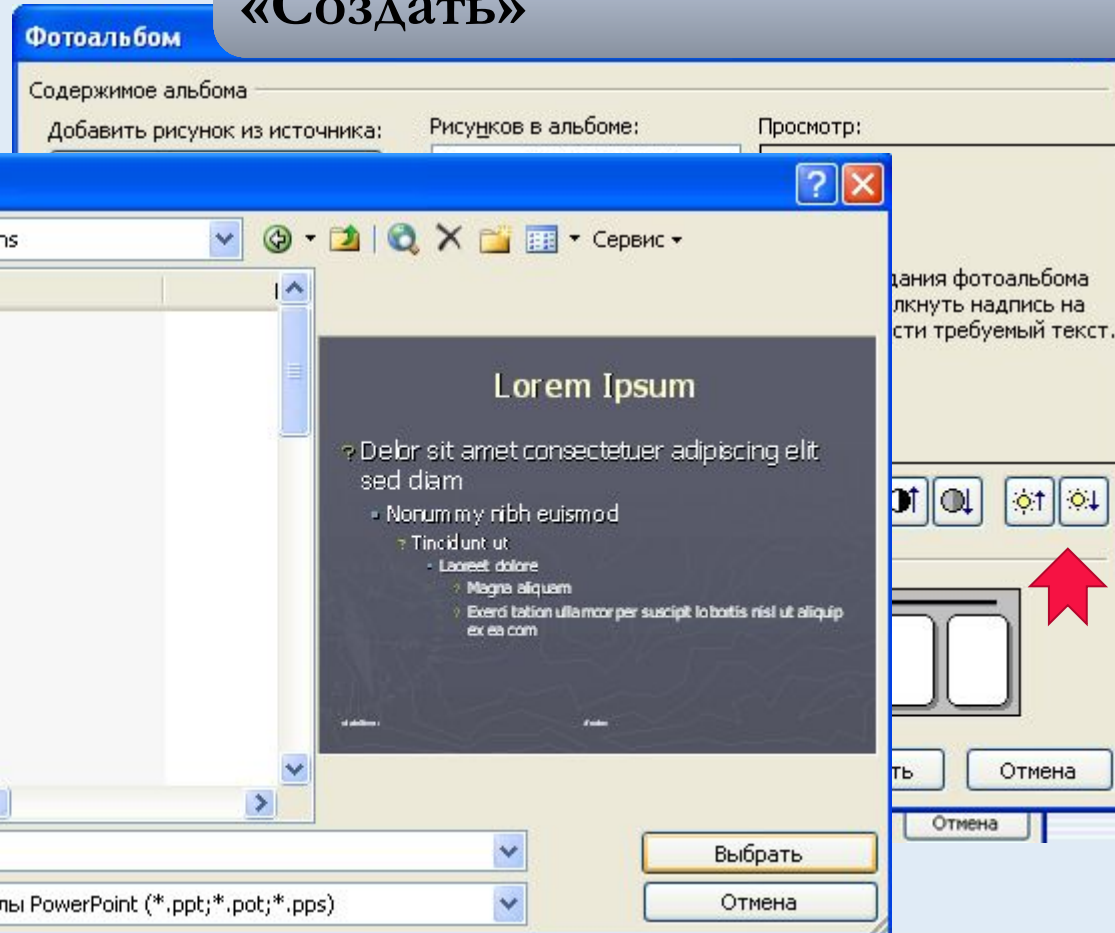 «Создать»
Фотоальбом
Содержимое альбома
Добавить рисунок из источника:
Рисунков в альбоме:
Просмотр:
ns
Сервис
дания фотоальбома
лкнуть надпись на
сти требуемый текст.
Lorem Ipsum
? Delor sit amet consectetuer adipiscing elit
sed diam
Nonummy nibh euismod
? Tincidunt ut
Laoreet dolore
? Magna aliquam
? Exerci tation ullamcorper suscipit lobortis nisl ut aliquip
ex ea com
footer
ть
Отмена
Отмена
Выбрать
лы PowerPoint (*.ppt;*.pot;*.pps)
Отмена